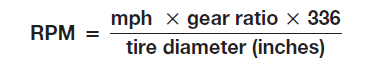 RPM = mph × gear ratio × 336
tire diameter (inches)